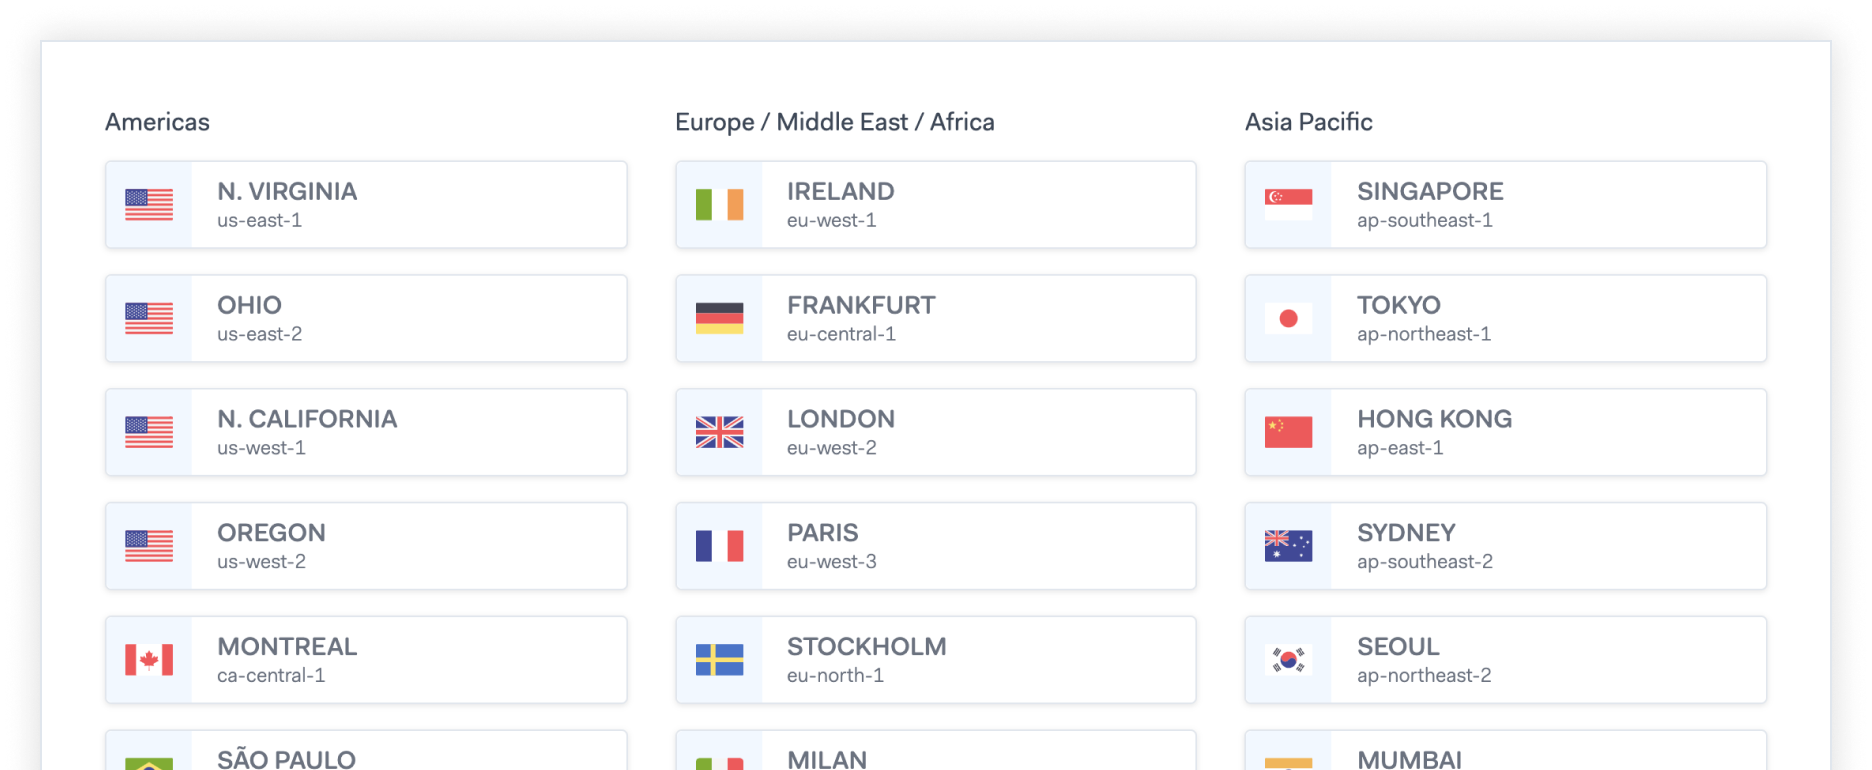 Americas
N. VIRGINIA
us-east-1
OHIO
us-east-2
N. CALIFORNIA
us-west-1
OREGON
us-west-2
MONTREAL
ca-central-1
SÃO PAULO
Europe / Middle East / Africa
IRELAND
eu-west-1
FRANKFURT
eu-central-1
LONDON
eu-west-2
PARIS
eu-west-3
STOCKHOLM
eu-north-1
MILAN
Asia Pacific
SINGAPORE
ap-southeast-1
TOKYO
ap-northeast-1
HONG KONG
ap-east-1
SYDNEY
ap-southeast-2
SEOUL
ap-northeast-2
MUMBAI